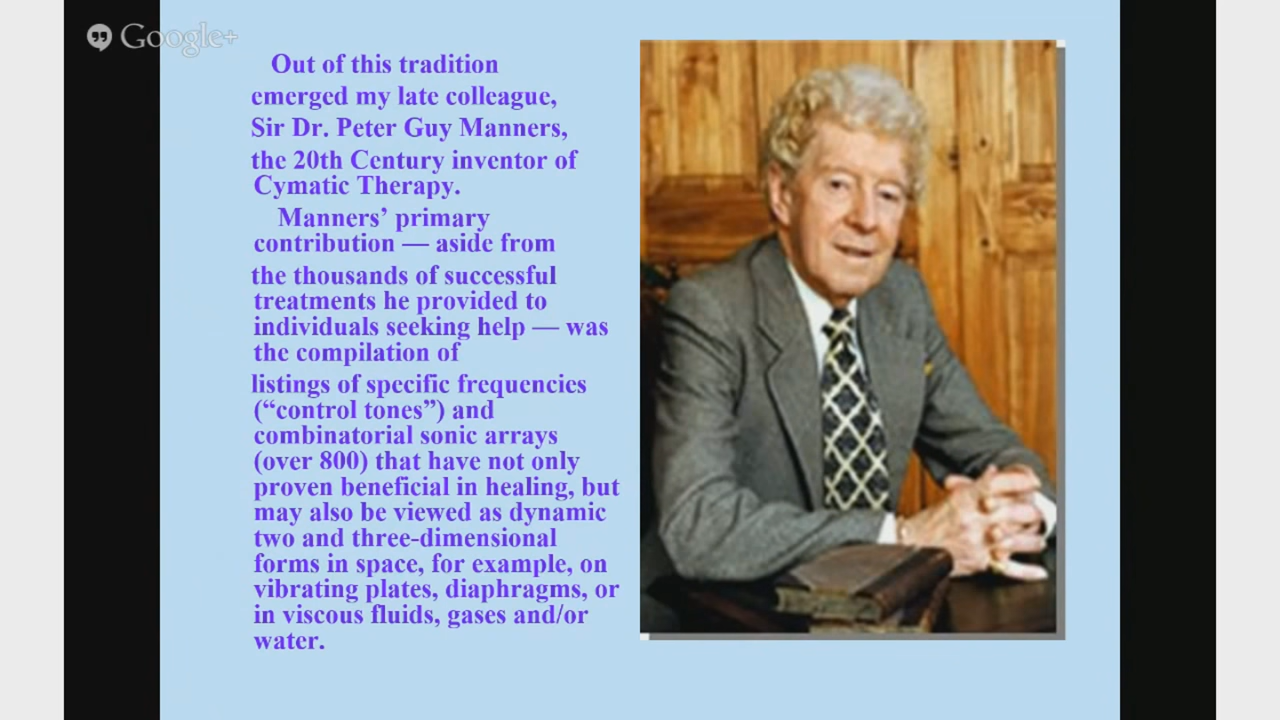 Google+
Out of this tradition
emerged my late colleague,
Sir Dr. Peter Guy Manners,
the 20th Century inventor of
Cymatic Therapy.
Manners’ primary
contribution — aside from
the thousands of successful
treatments he provided to
individuals seeking help — was
the compilation of
listings of specific frequencies
(“control tones”) and
combinatorial sonic arrays
(over 800) that have not only
proven beneficial in healing, but
may also be viewed as dynamic
two and three-dimensional
forms in space, for example, on
vibrating plates, diaphragms, or
in viscous fluids, gases and/or
water.